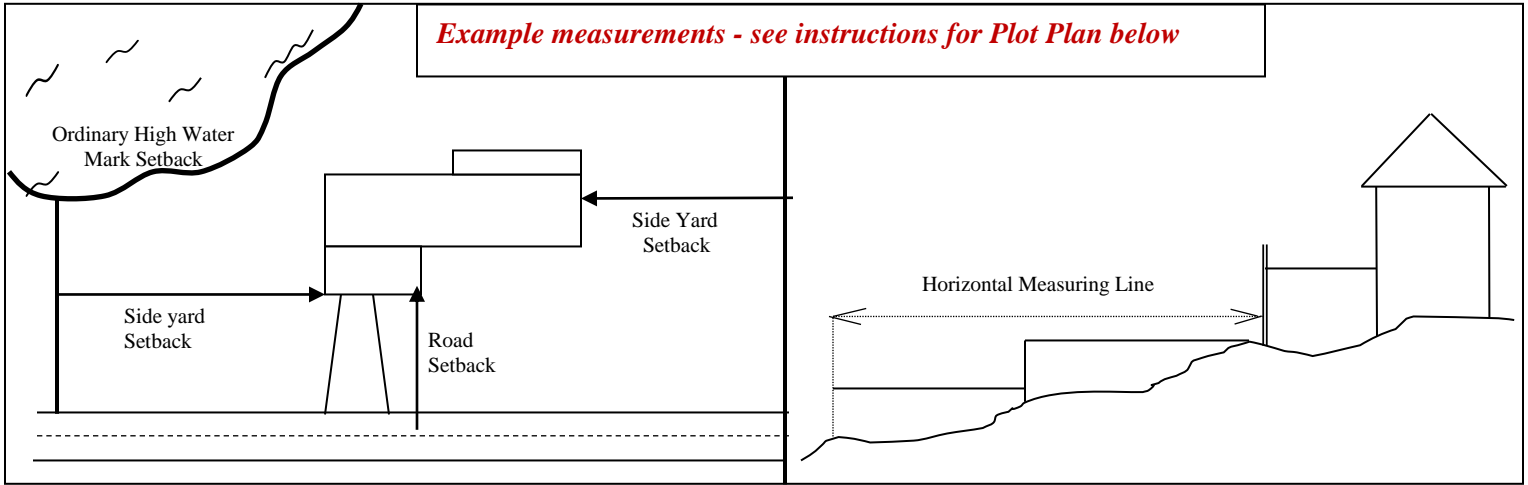 Example measurements - see instructions for Plot Plan below
Ordinary High Water
Mark Setback
Side Yard
Setback
Side yard
Setback
Road
Setback
Horizontal Measuring Line